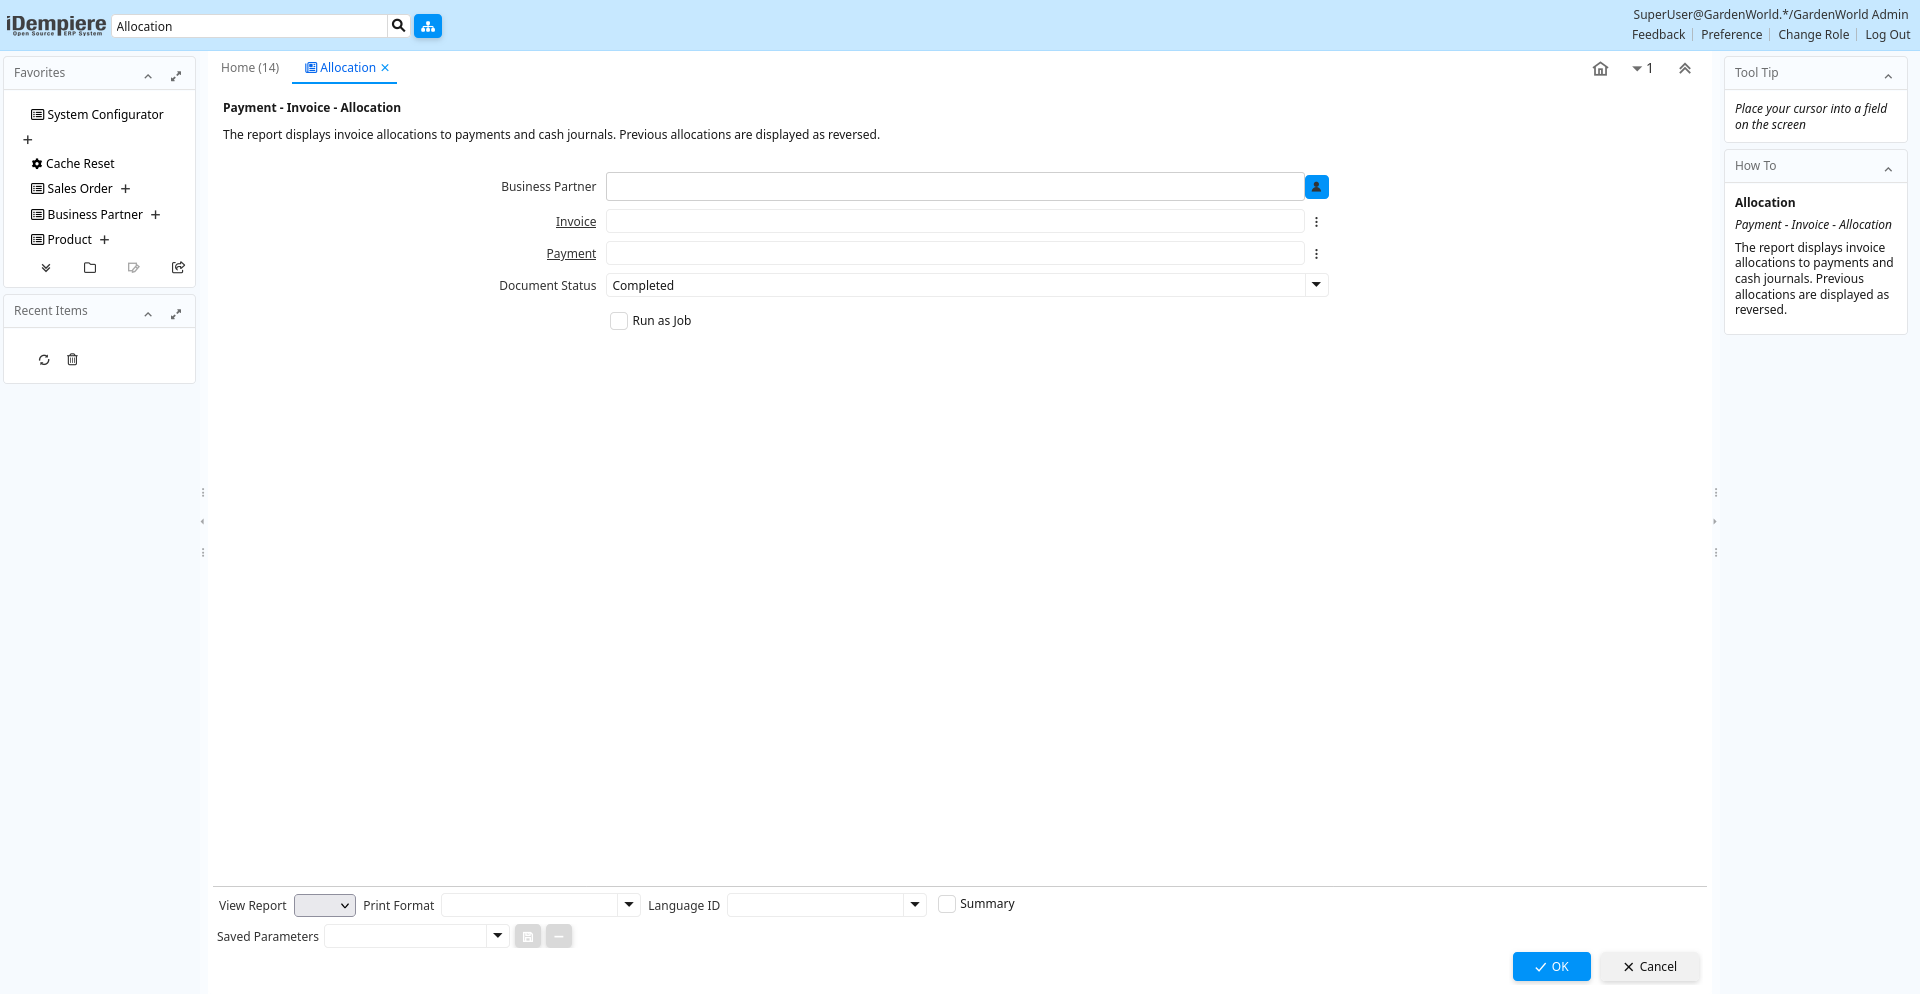 iDempiere
Open Source ERP System
Allocation
SuperUser@GardenWorld.*/GardenWorld Admin
Feedback
Preference
Change Role
Log Out
Favorites
System Configurator
Cache Reset
Sales Order
Business Partner
Product
Recent Items
Home (14)
Allocation
1
Payment - Invoice - Allocation
The report displays invoice allocations to payments and cash journals. Previous allocations are displayed as reversed.
Business Partner
Invoice
Payment
Document Status
Completed
Run as Job
View Report
Print Format
Language ID
Summary
Saved Parameters
OK
Cancel
Tool Tip
Place your cursor into a field
on the screen
How To
Allocation
Payment - Invoice - Allocation
The report displays invoice
allocations to payments and
cash journals. Previous
allocations are displayed as
reversed.